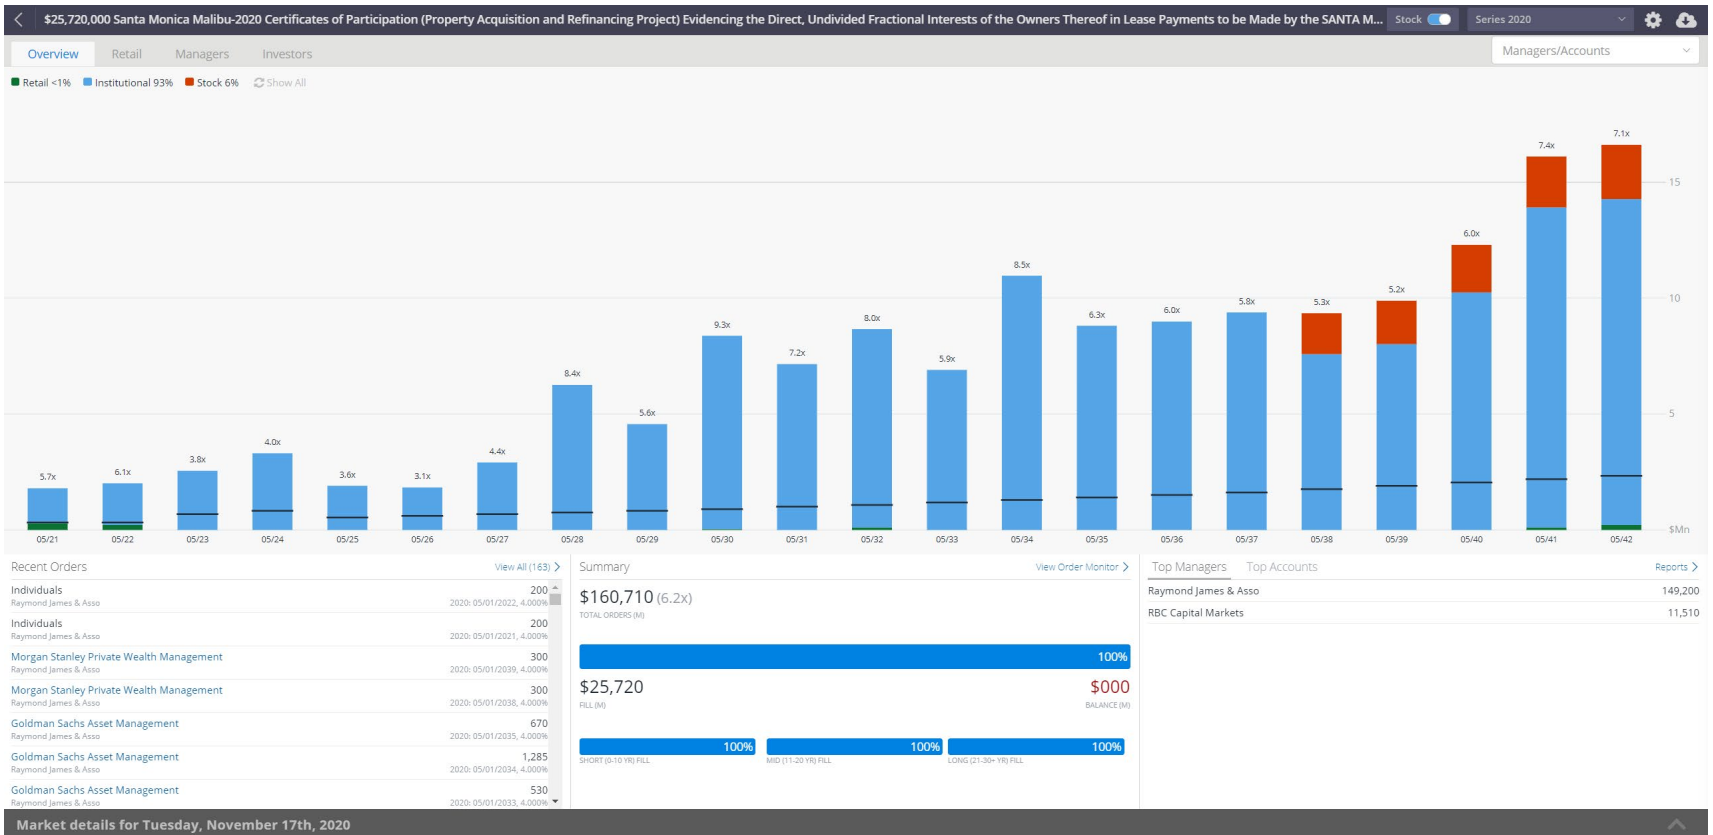 $25,720,000 Santa Monica Malibu-2020 Certificates of Participation (Property Acquisition and Refinancing Project) Evidencing the Direct, Undivided Fractional Interests of the Owners Thereof in Lease Payments to be Made by the SANTA M... Stock Series 2020
Overview Retail Managers Investors Managers/Accounts
Retail <1% Institutional 93% Stock 6% Show All
7.1x
7.4x
15
6.0x
8.5x
10
5.2x
5.8x
5.3x
6.0x
6.3x
8.0x
9.3x
7.2x
5.9x
8.4x
5.6x
5
4.0x
4.4x
3.8x
6.1x
5.7x
3.6x
3.1x
$Mn
05/21 05/22 05/23 05/24 05/25 05/26 05/27 05/28 05/29 05/30 05/31 05/32 05/33 05/34 05/35 05/36 05/37 05/38 05/39 05/40 05/41 05/42
Recent Orders View All (163)
Individuals 200
Raymond James & Asso 2020: 05/01/2022, 4.000%
Individuals 200
Raymond James & Asso 2020: 05/01/2021, 4.000%
Morgan Stanley Private Wealth Management 300
Raymond James & Asso 2020: 05/01/2039, 4.000%
Morgan Stanley Private Wealth Management 300
Raymond James & Asso 2020: 05/01/2038, 4.000%
Goldman Sachs Asset Management 670
Raymond James & Asso 2020: 05/01/2035, 4.000%
Goldman Sachs Asset Management 1,285
Raymond James & Asso 2020: 05/01/2034, 4.000%
Goldman Sachs Asset Management 530
Raymond James & Asso 2020: 05/01/2033, 4.000%
Summary View Order Monitor
$160,710 (6.2x)
TOTAL ORDERS (M)
100%
$25,720 $000
FILL (M) BALANCE (M)
100% 100% 100%
SHORT (0-10 YR) FILL MID (11-20 YR) FILL LONG (21-30+ YR) FILL
Top Managers Top Accounts Reports
Raymond James & Asso 149,200
RBC Capital Markets 11,510
Market details for Tuesday, November 17th, 2020